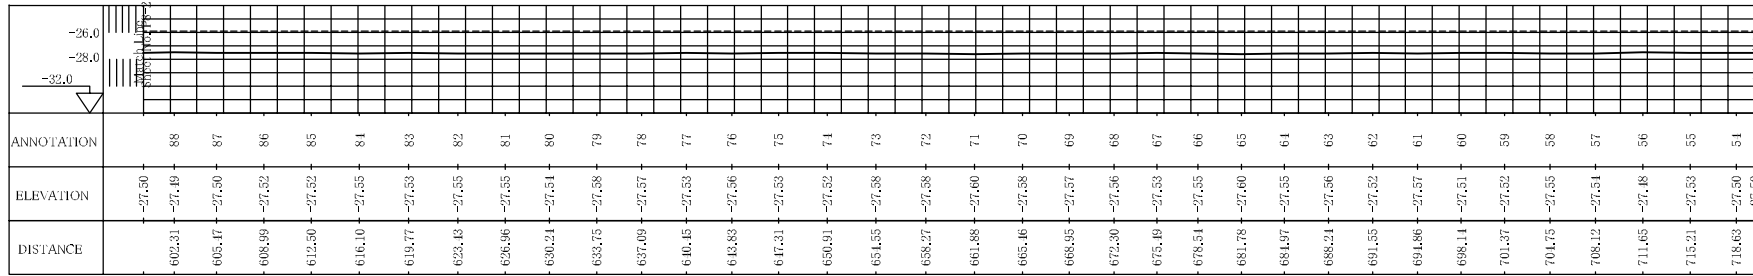 -26.0
-28.0
-32.0
Match Line
ANNOTATION 88 87 86 85 84 83 82 81 80 79 78 77 76 75 74 73 72 71 70 69 68 67 66 65 64 63 62 61 60 59 58 57 56 55 54
ELEVATION -27.50 -27.49 -27.50 -27.52 -27.52 -27.55 -27.53 -27.55 -27.55 -27.54 -27.58 -27.57 -27.53 -27.56 -27.53 -27.52 -27.58 -27.58 -27.60 -27.58 -27.57 -27.56 -27.53 -27.55 -27.60 -27.55 -27.56 -27.52 -27.57 -27.51 -27.52 -27.55 -27.54 -27.48 -27.53 -27.50
DISTANCE 602.31 605.47 608.99 612.50 616.10 619.77 623.43 626.96 630.24 633.75 637.09 640.45 643.83 647.31 650.91 654.55 658.27 661.88 665.46 668.95 672.30 675.49 678.54 681.78 684.97 688.24 691.55 694.86 698.14 701.37 704.75 708.12 711.65 715.21 718.63